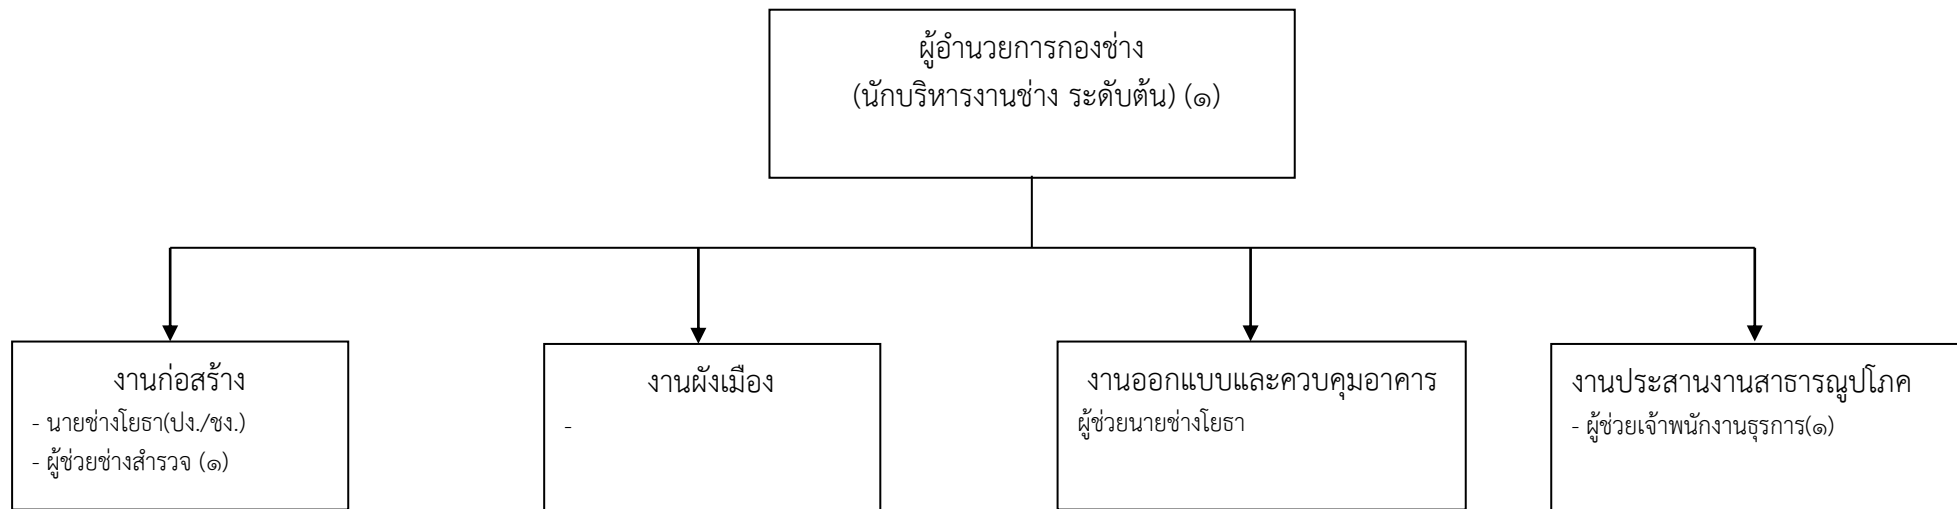 ผู้อำนวยการกองช่าง
(นักบริหารงานช่าง ระดับต้น) (๑)
งานก่อสร้าง
- นายช่างโยธา(ปง./ชง.)
- ผู้ช่วยช่างสำรวจ (๑)
งานผังเมือง
-
งานออกแบบและควบคุมอาคาร
ผู้ช่วยนายช่างโยธา
งานประสานงานสาธารณูปโภค
- ผู้ช่วยเจ้าพนักงานธุรการ(๑)